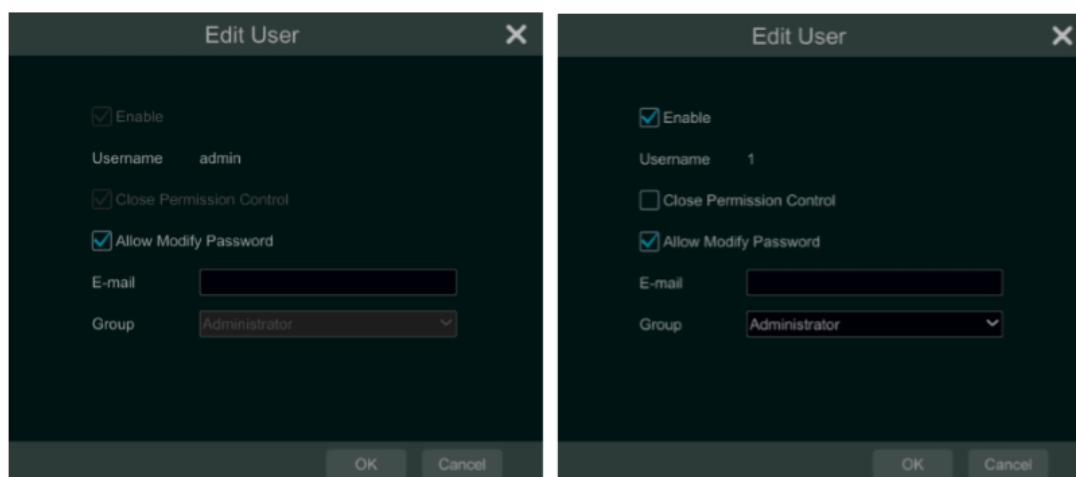 Edit User
Enable
Username admin
Close Permission Control
Allow Modify Password
E-mail
Group Administrator
OK Cancel
Edit User
Enable
Username 1
Close Permission Control
Allow Modify Password
E-mail
Group Administrator
OK Cancel